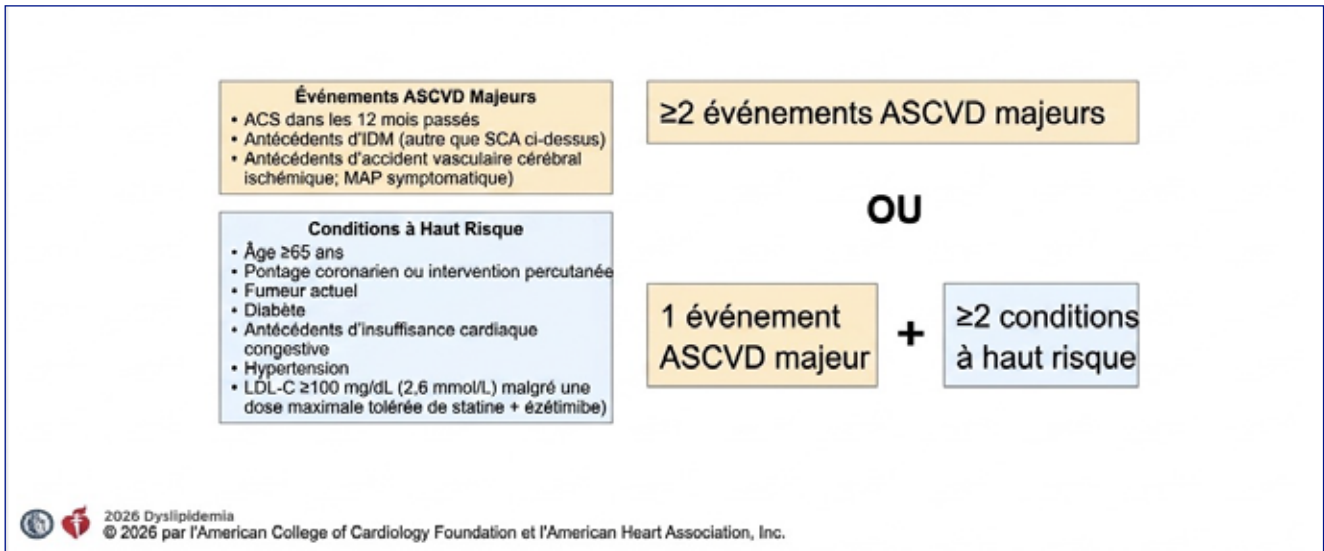 Événements ASCVD Majeurs
• ACS dans les 12 mois passés
• Antécédents d'IDM (autre que SCA ci-dessus)
• Antécédents d'accident vasculaire cérébral
ischémique; MAP symptomatique)
Conditions à Haut Risque
• Âge ≥65 ans
• Pontage coronarien ou intervention percutanée
• Fumeur actuel
• Diabète
• Antécédents d'insuffisance cardiaque
congestive
• Hypertension
• LDL-C ≥100 mg/dL (2,6 mmol/L) malgré une
dose maximale tolérée de statine + ézétimibe)
≥2 événements ASCVD majeurs
OU
1 événement
ASCVD majeur
+
≥2 conditions
à haut risque
2026 Dyslipidemia
© 2026 par l'American College of Cardiology Foundation et l'American Heart Association, Inc.